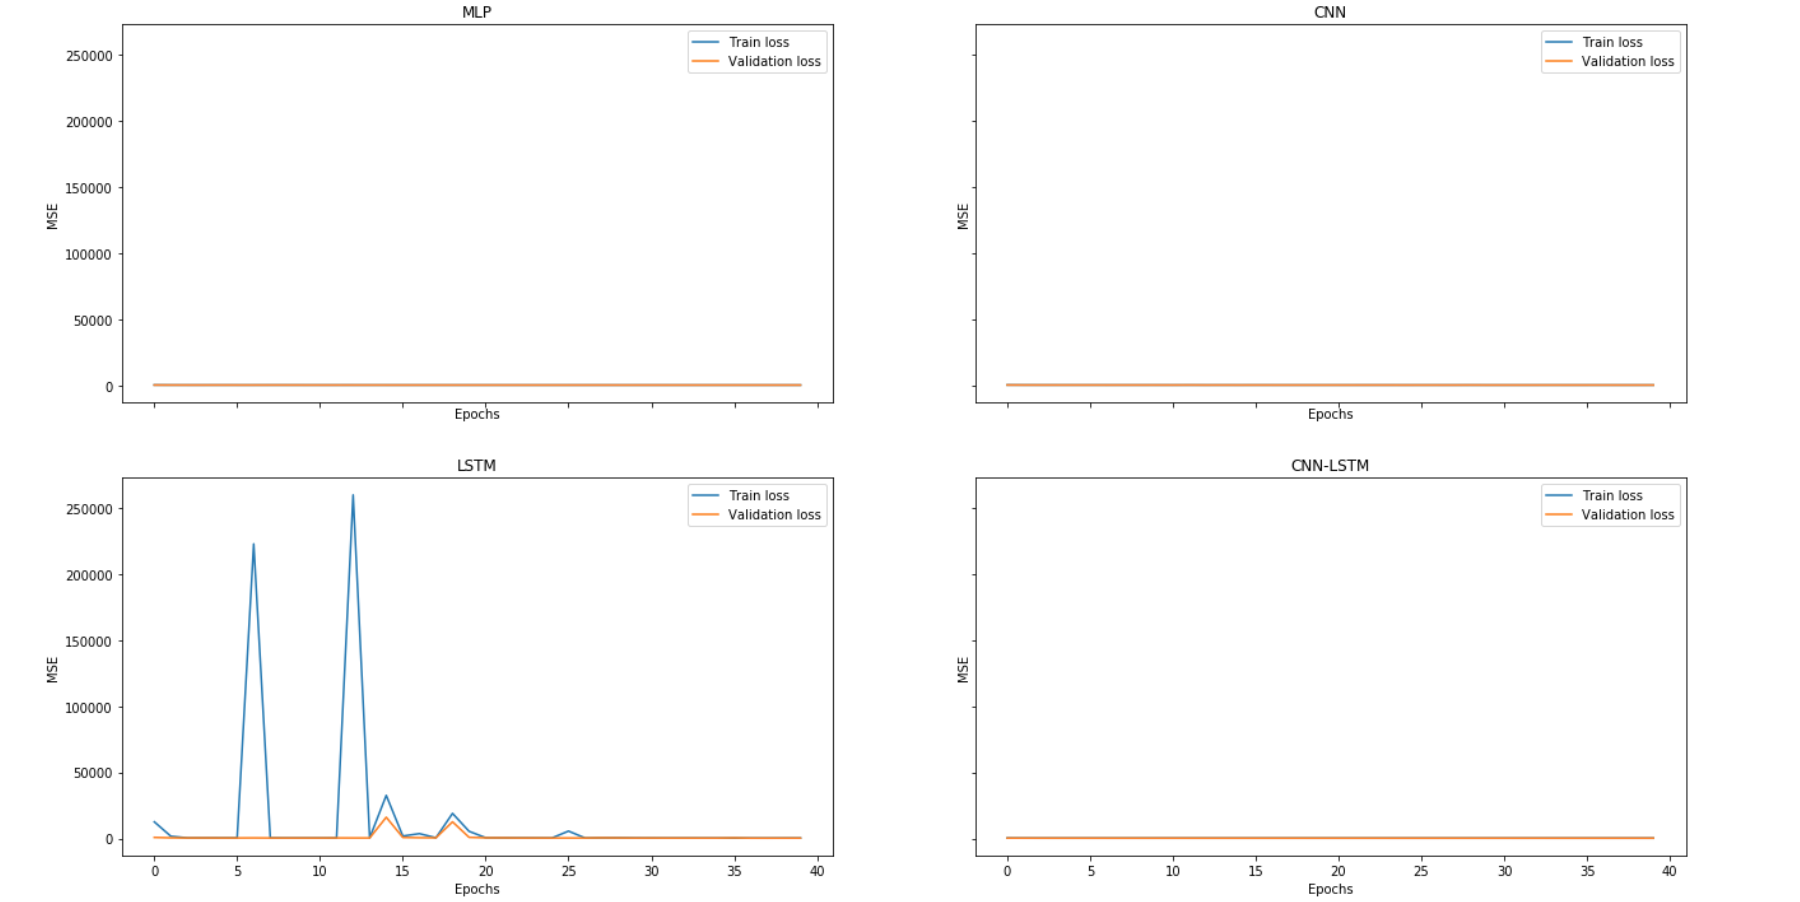 MLP
250000
200000
150000
100000
50000
0
MSE
Epochs
Train loss
Validation loss
CNN
MSE
Epochs
Train loss
Validation loss
LSTM
250000
200000
150000
100000
50000
0
MSE
0 5 10 15 20 25 30 35 40
Epochs
Train loss
Validation loss
CNN-LSTM
MSE
0 5 10 15 20 25 30 35 40
Epochs
Train loss
Validation loss